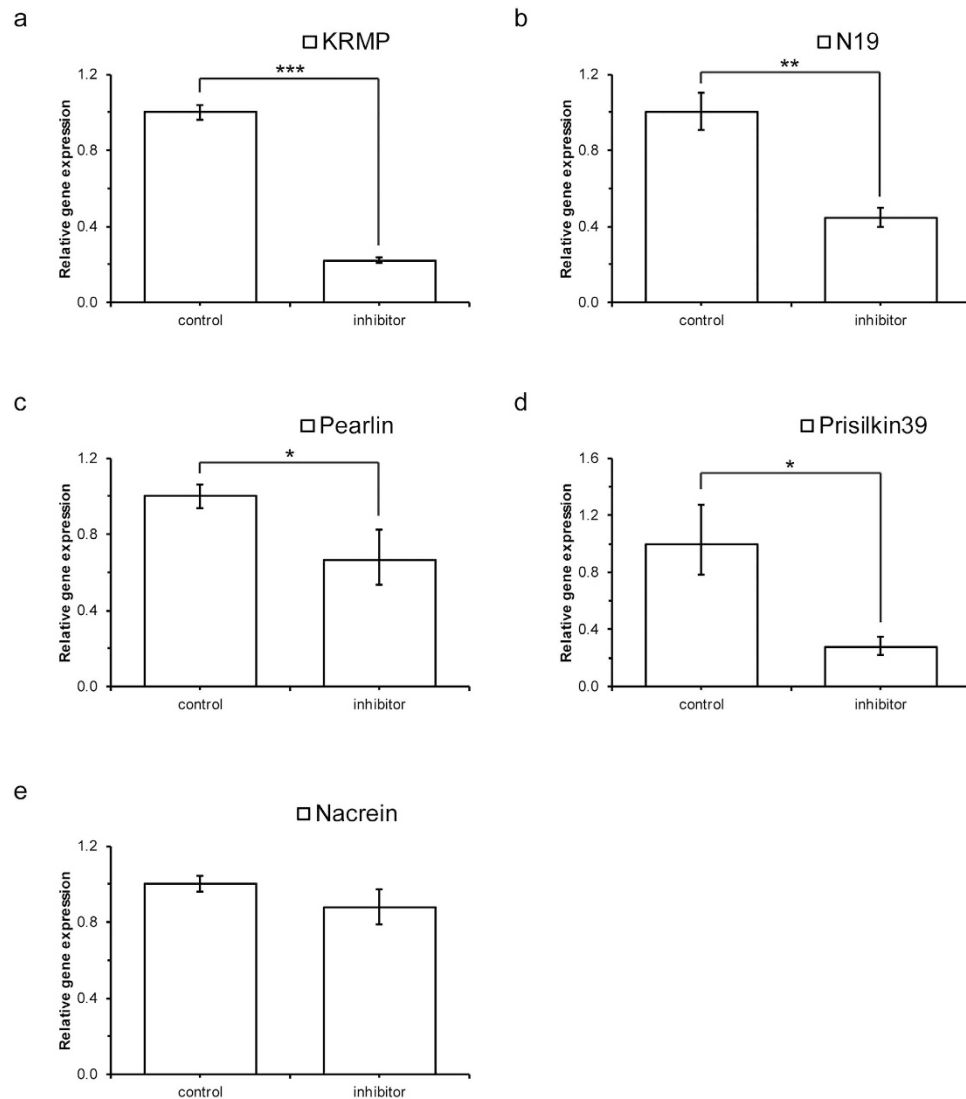 a
KRMP
***
Relative gene expression
1.2
0.8
0.4
0.0
control inhibitor
b
N19
**
Relative gene expression
1.2
0.8
0.4
0.0
control inhibitor
c
Pearlin
*
Relative gene expression
1.2
0.8
0.4
0.0
control inhibitor
d
Prisilkin39
*
Relative gene expression
1.6
1.2
0.8
0.4
0.0
control inhibitor
e
Nacrein
Relative gene expression
1.2
0.8
0.4
0.0
control inhibitor